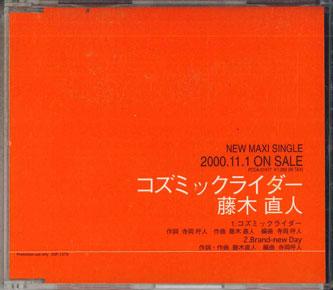 NEW MAXI SINGLE
2000.11.1 ON SALE
コズミックライダー
藤木 直人
1.コズミックライダー
作詞 寺岡 呼人　作曲 藤木 直人　編曲 寺岡呼人
2.Brand-new Day
作詞・作曲 藤木直人　編曲 寺岡呼人
Promotion use only